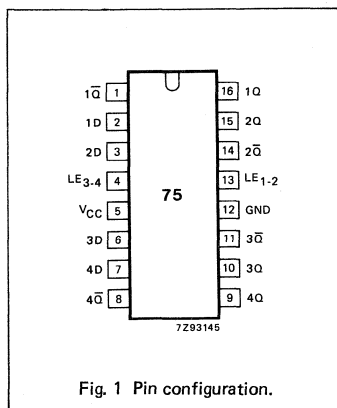 1Q̅ 1 16 1Q
1D 2 15 2Q
2D 3 14 2Q̅
LE3-4 4 13 LE1-2
75
VCC 5 12 GND
3D 6 11 3Q̅
4D 7 10 3Q
4Q̅ 8 9 4Q
7Z93145
Fig. 1 Pin configuration.